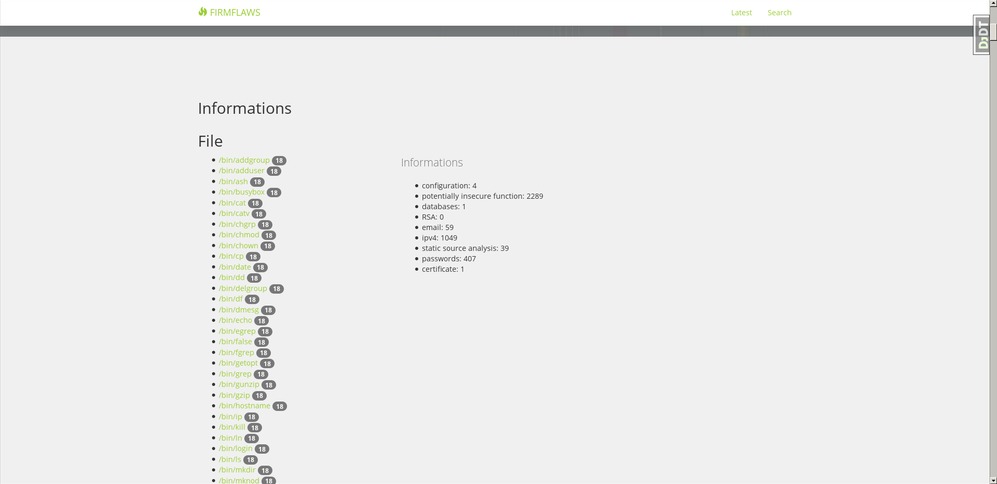 FIRMFLAWS
Latest
Search
DJDT
Informations
File
/bin/addgroup 18
/bin/adduser 18
/bin/ash 18
/bin/busybox 18
/bin/cat 18
/bin/catv 18
/bin/chgrp 18
/bin/chmod 18
/bin/chown 18
/bin/cp 18
/bin/date 18
/bin/dd 18
/bin/delgroup 18
/bin/df 18
/bin/dmesg 18
/bin/echo 18
/bin/egrep 18
/bin/false 18
/bin/fgrep 18
/bin/getopt 18
/bin/grep 18
/bin/gunzip 18
/bin/gzip 18
/bin/hostname 18
/bin/ip 18
/bin/kill 18
/bin/ln 18
/bin/login 18
/bin/ls 18
/bin/mkdir 18
/bin/mknod 18
Informations
configuration: 4
potentially insecure function: 2289
databases: 1
RSA: 0
email: 59
ipv4: 1049
static source analysis: 39
passwords: 407
certificate: 1